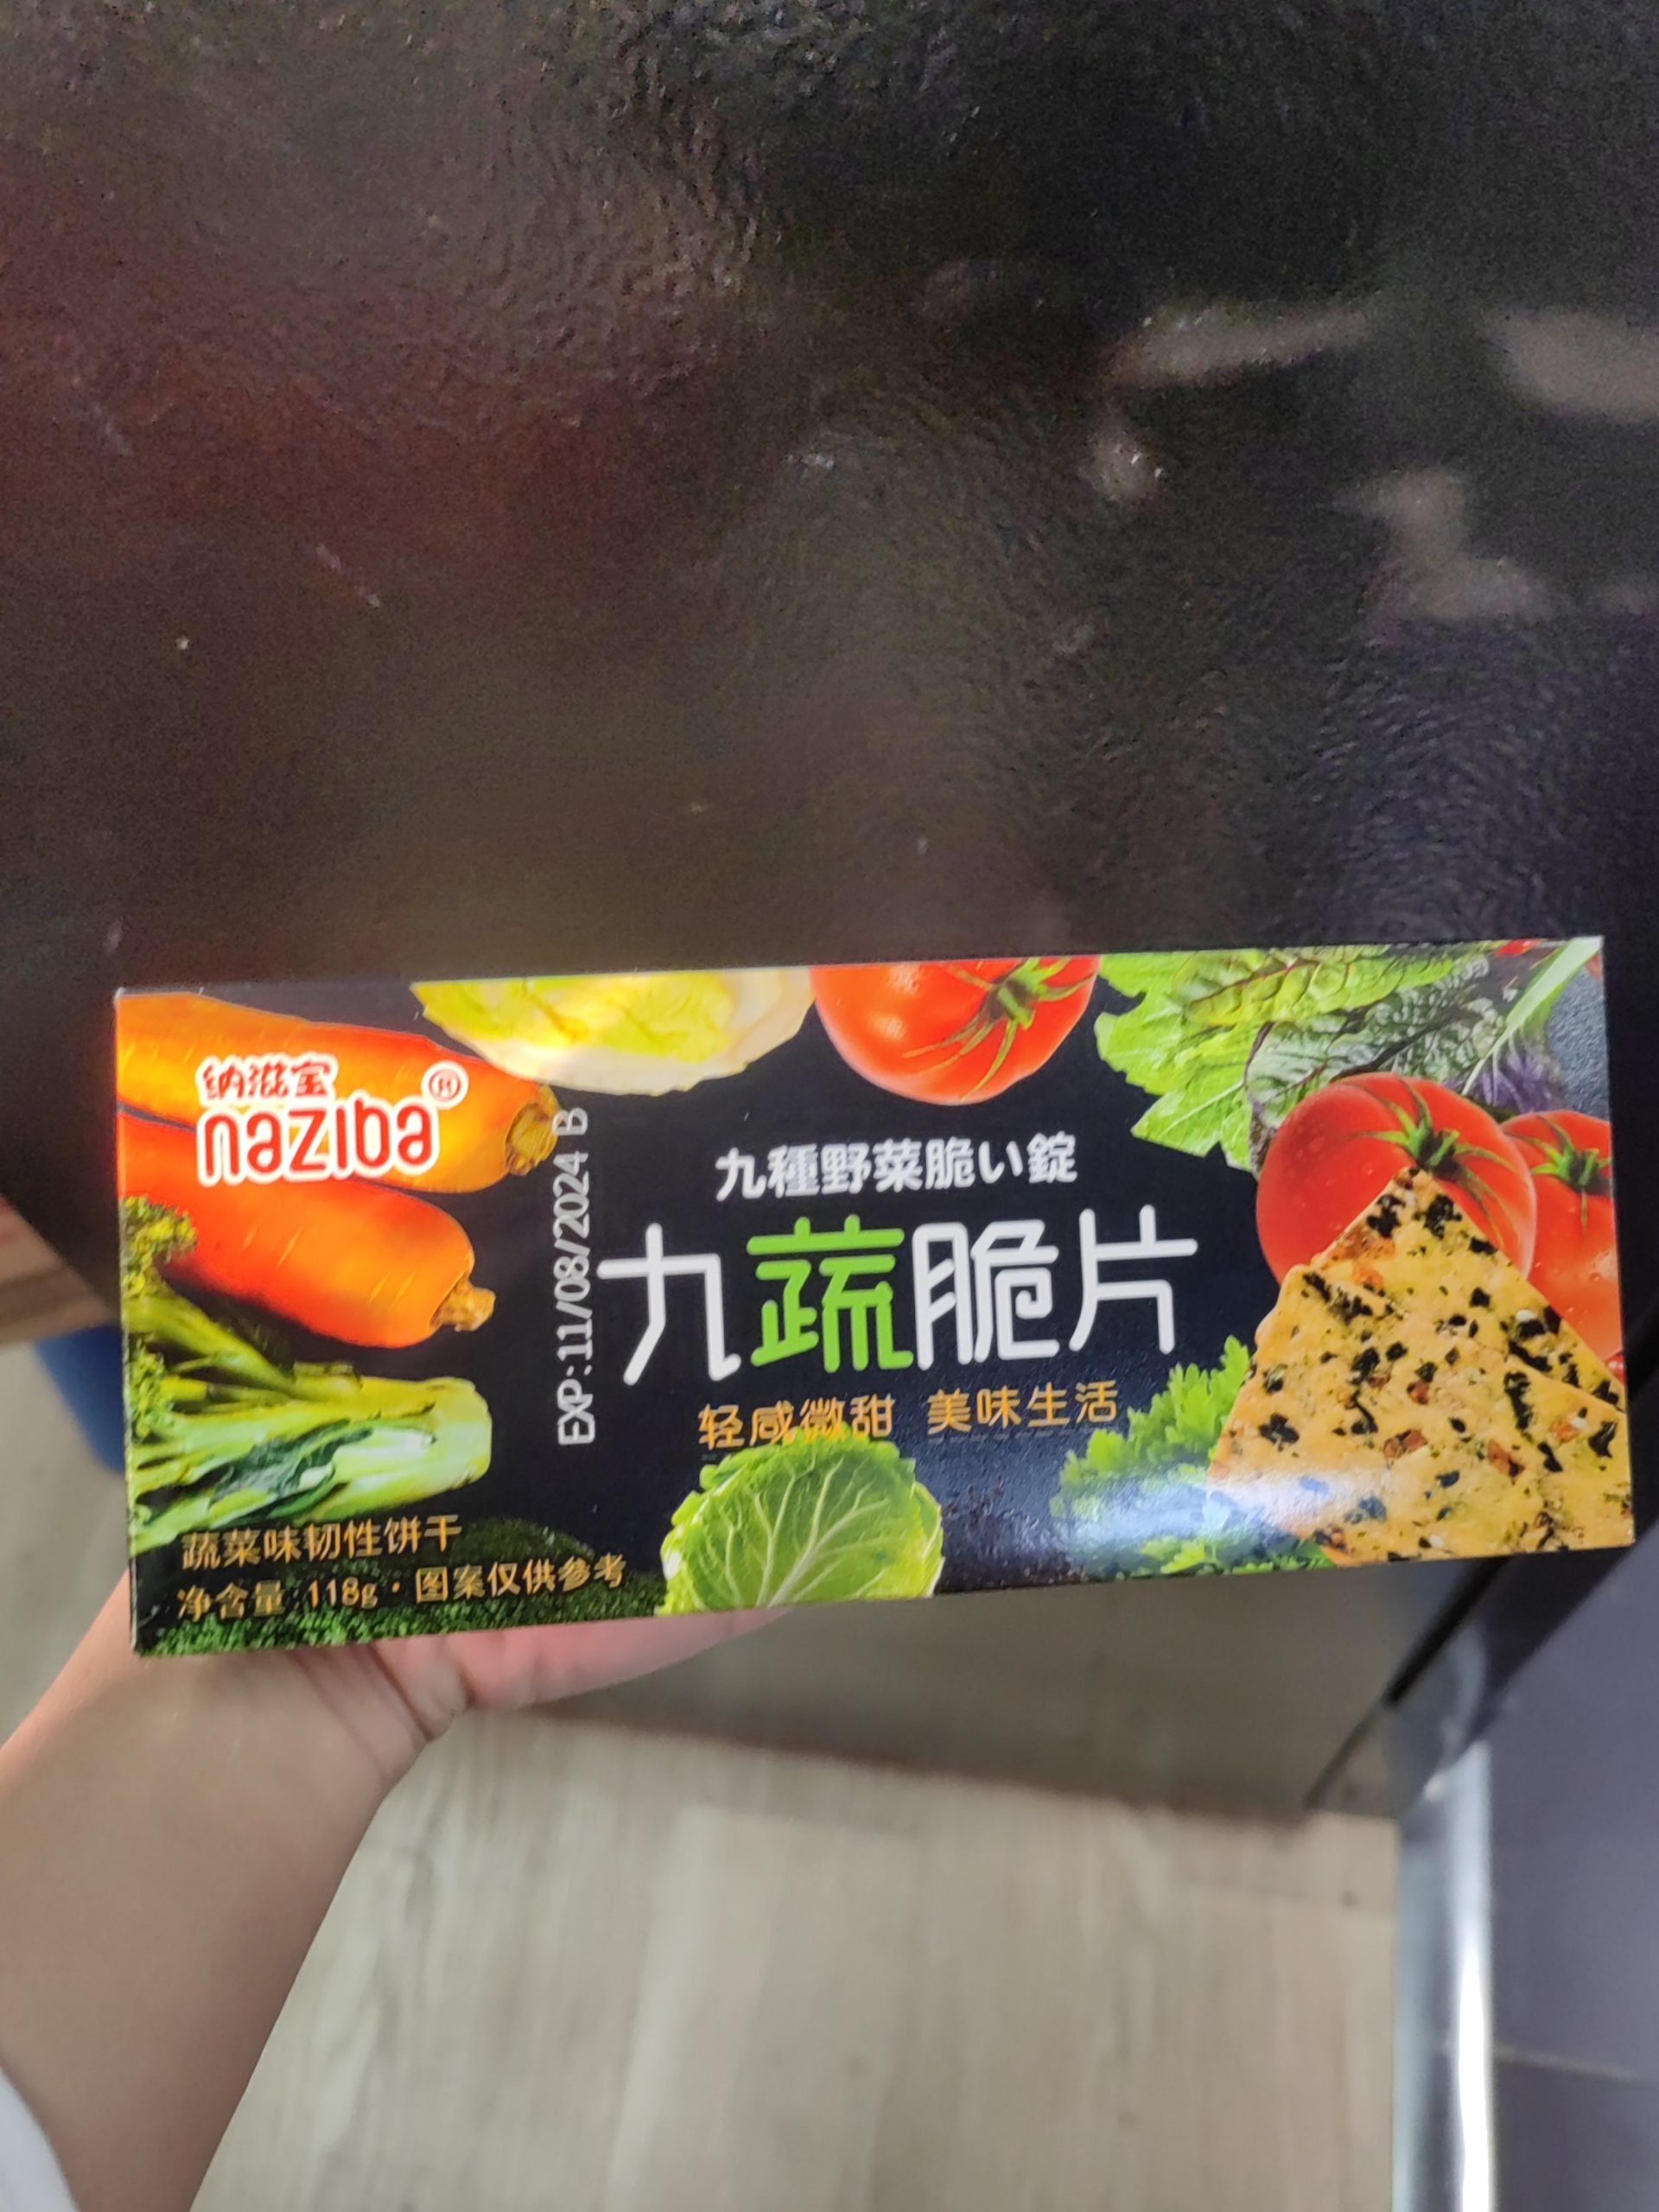 纳滋宝
naziba®
EXP:11/08/2024 B
九種野菜脆い錠
九蔬脆片
轻咸微甜 美味生活
蔬菜味韧性饼干
净含量:118g·图案仅供参考